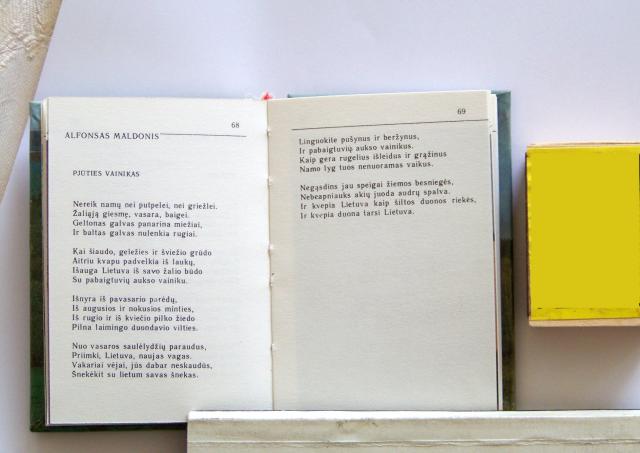 68
ALFONSAS MALDONIS
PJŪTIES VAINIKAS
Nereik namų nei putpelei, nei griežlei.
Žaliąją giesmę, vasara, baigei.
Geltonas galvas panarina miežiai,
Ir baltas galvas nulenkia rugiai.
Kai šiaudo, geležies ir šviežio grūdo
Aitriu kvapu padvelkia iš laukų,
Išauga Lietuva iš savo žalio būdo
Su pabaigtuvių aukso vainiku.
Išnyra iš pavasario parėdų,
Iš augusios ir nokusios minties,
Iš rugio ir iš kviečio pilko žiedo
Pilna laimingo duondavio vilties.
Nuo vasaros saulėlydžių paraudus,
Priimki, Lietuva, naujas vagas.
Vakariai vėjai, jūs dabar neskaudūs,
Šnekėkit su lietum savas šnekas.
69
Linguokite pušynus ir beržynus,
Ir pabaigtuvių aukso vainikus.
Kaip gera rugelius išleidus ir grąžinus
Namo lyg tuos nenuoramas vaikus.
Negąsdins jau speigai žiemos besniegės,
Nebeapniauks akių juoda audrų spalva.
Ir kvepia Lietuva kaip šiltos duonos riekės,
Ir kvepia duona tarsi Lietuva.